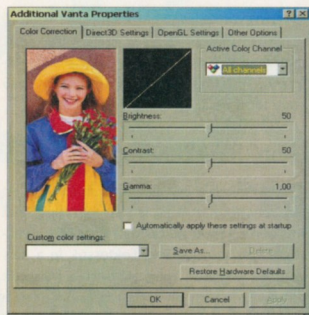 Additional Vanta Properties
Color Correction | Direct3D Settings | OpenGL Settings | Other Options
Active Color Channel
All channels
Brightness: 50
Contrast: 50
Gamma: 1,00
Automatically apply these settings at startup
Custom color settings:
Save As...
Delete
Restore Hardware Defaults
OK Cancel Apply